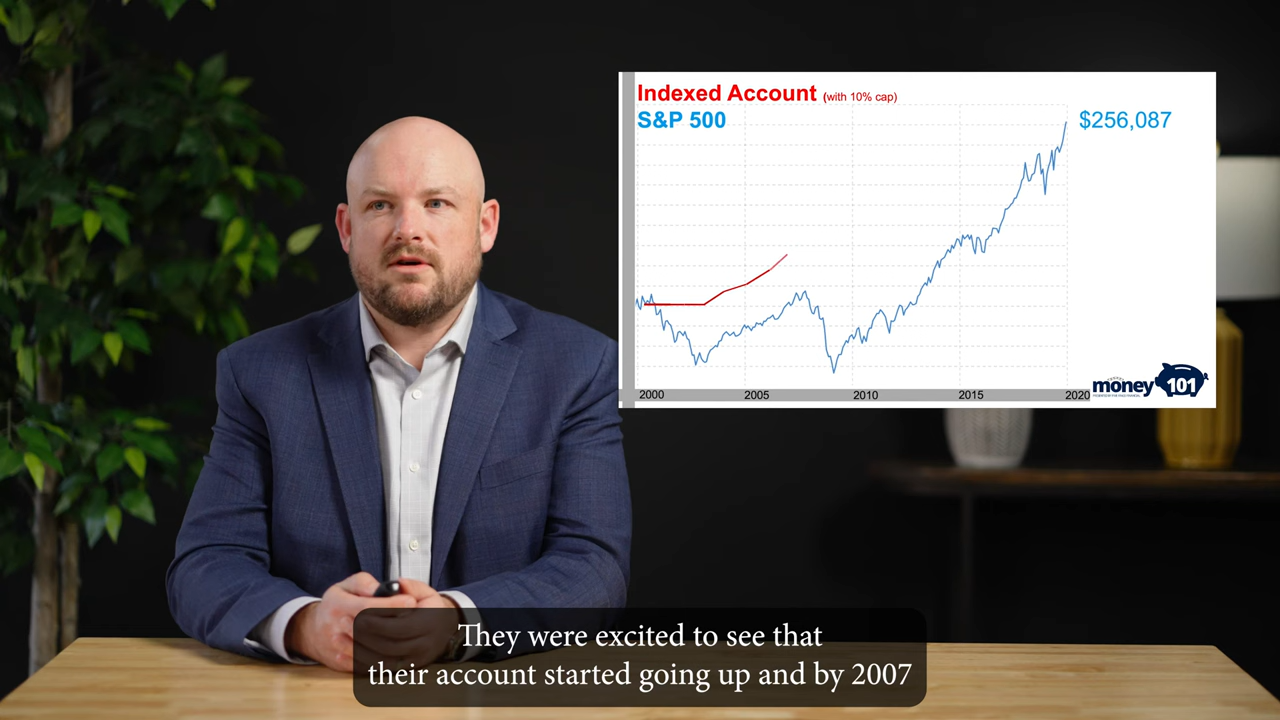 Indexed Account (with 10% cap)
S&P 500
$256,087
2000 2005 2010 2015 2020
money 101
They were excited to see that
their account started going up and by 2007